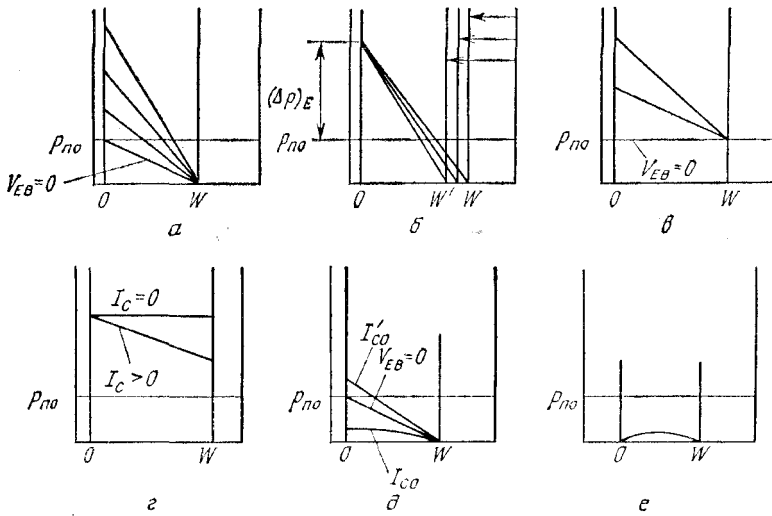 (Δp)_E
p_по
p_по
V_EB=0
V_EB=0
0 W
0 W' W
0 W
а
б
в
I_C=0
I'_CO
V_EB=0
I_C>0
p_по
p_по
p_по
0 W
0 W
0 W
I_CO
г
д
е